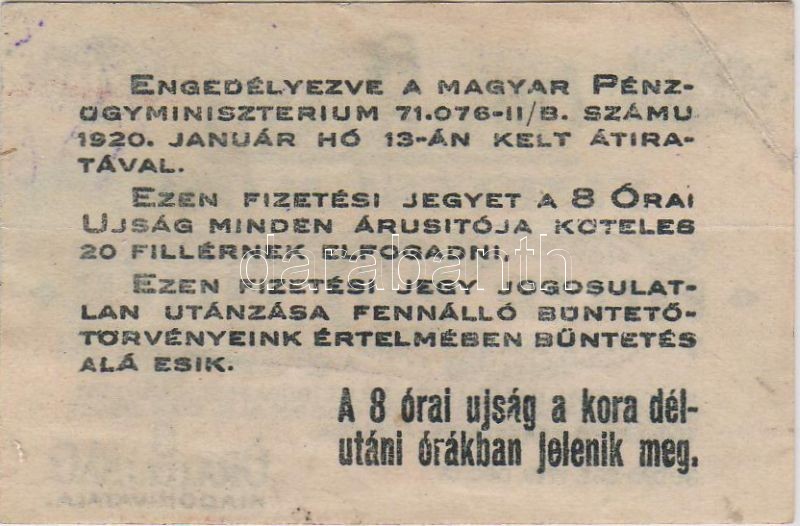 ENGEDÉLYEZVE A MAGYAR PÉNZ-
ÜGYMINISZTERIUM 71.076-II/B. SZÁMU
1920. JANUÁR HÓ 13-ÁN KELT ÁTIRA-
TÁVAL.
EZEN FIZETÉSI JEGYET A 8 ÓRAI
UJSÁG MINDEN ÁRUSITÓJA KÖTELES
20 FILLÉRNEK ELFOGADNI.
EZEN FIZETÉSI JEGY JOGOSULAT-
LAN UTÁNZÁSA FENNÁLLÓ BÜNTETŐ-
TÖRVÉNYEINK ÉRTELMÉBEN BÜNTETÉS
ALÁ ESIK.
A 8 órai ujság a kora dél-
utáni órákban jelenik meg.
darabanth